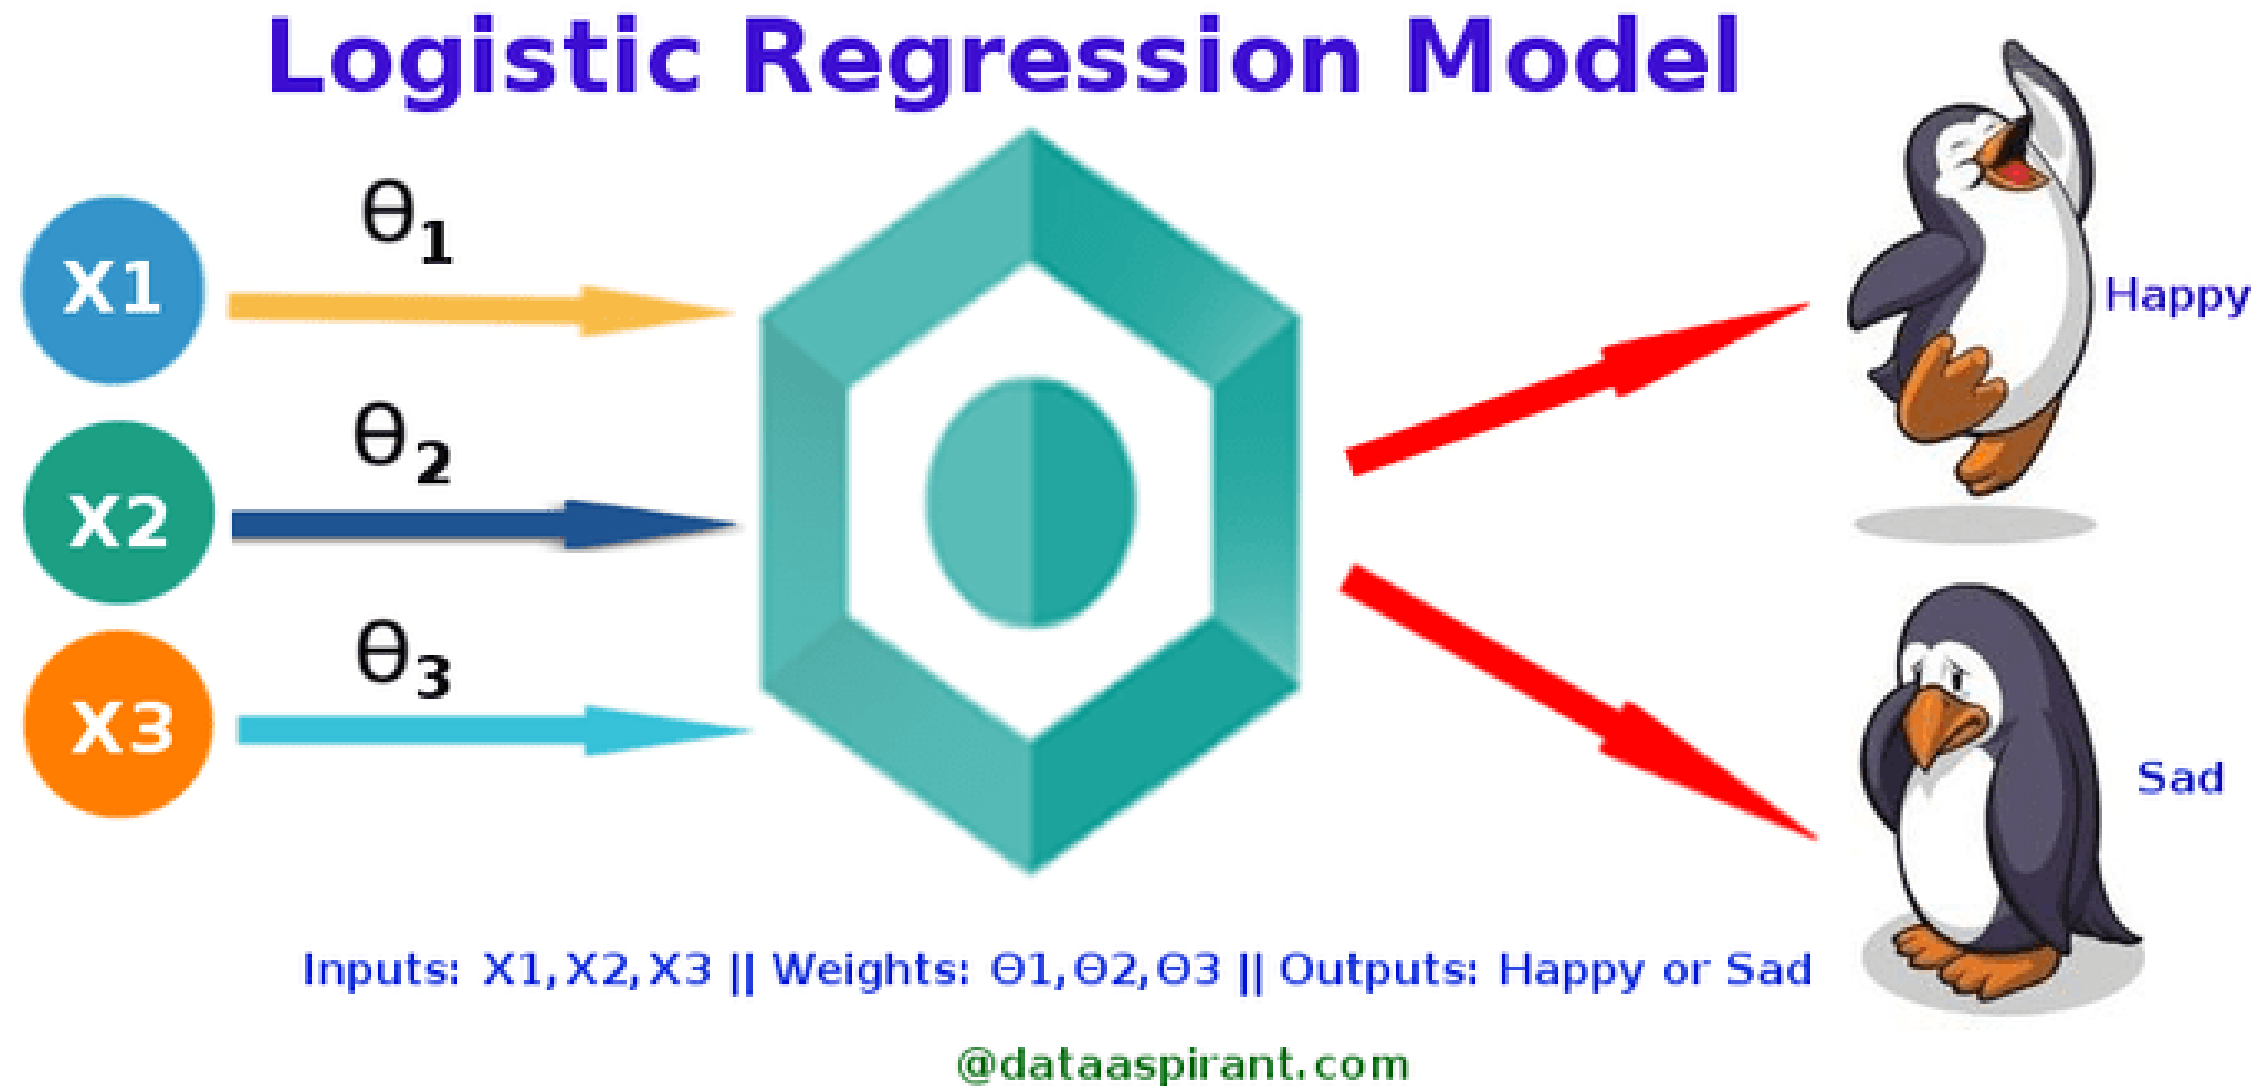 Logistic Regression Model
X1
θ1
Happy
X2
θ2
X3
θ3
Sad
Inputs: X1,X2,X3 || Weights: Θ1,Θ2,Θ3 || Outputs: Happy or Sad
@dataaspirant.com